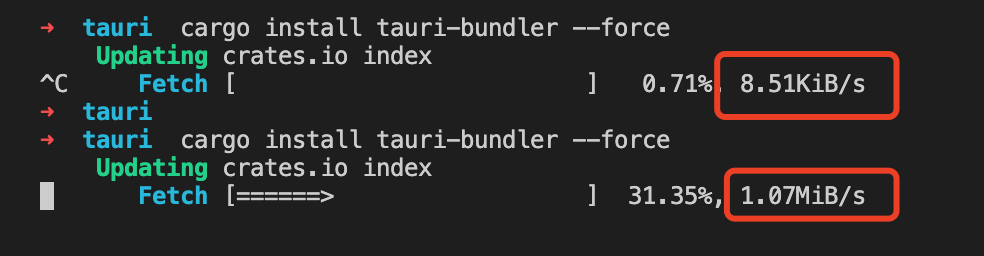 ➜  tauri  cargo install tauri-bundler --force
    Updating crates.io index
^C     Fetch [                         ]   0.71%, 8.51KiB/s
➜  tauri
➜  tauri  cargo install tauri-bundler --force
    Updating crates.io index
       Fetch [======>                  ]  31.35%, 1.07MiB/s